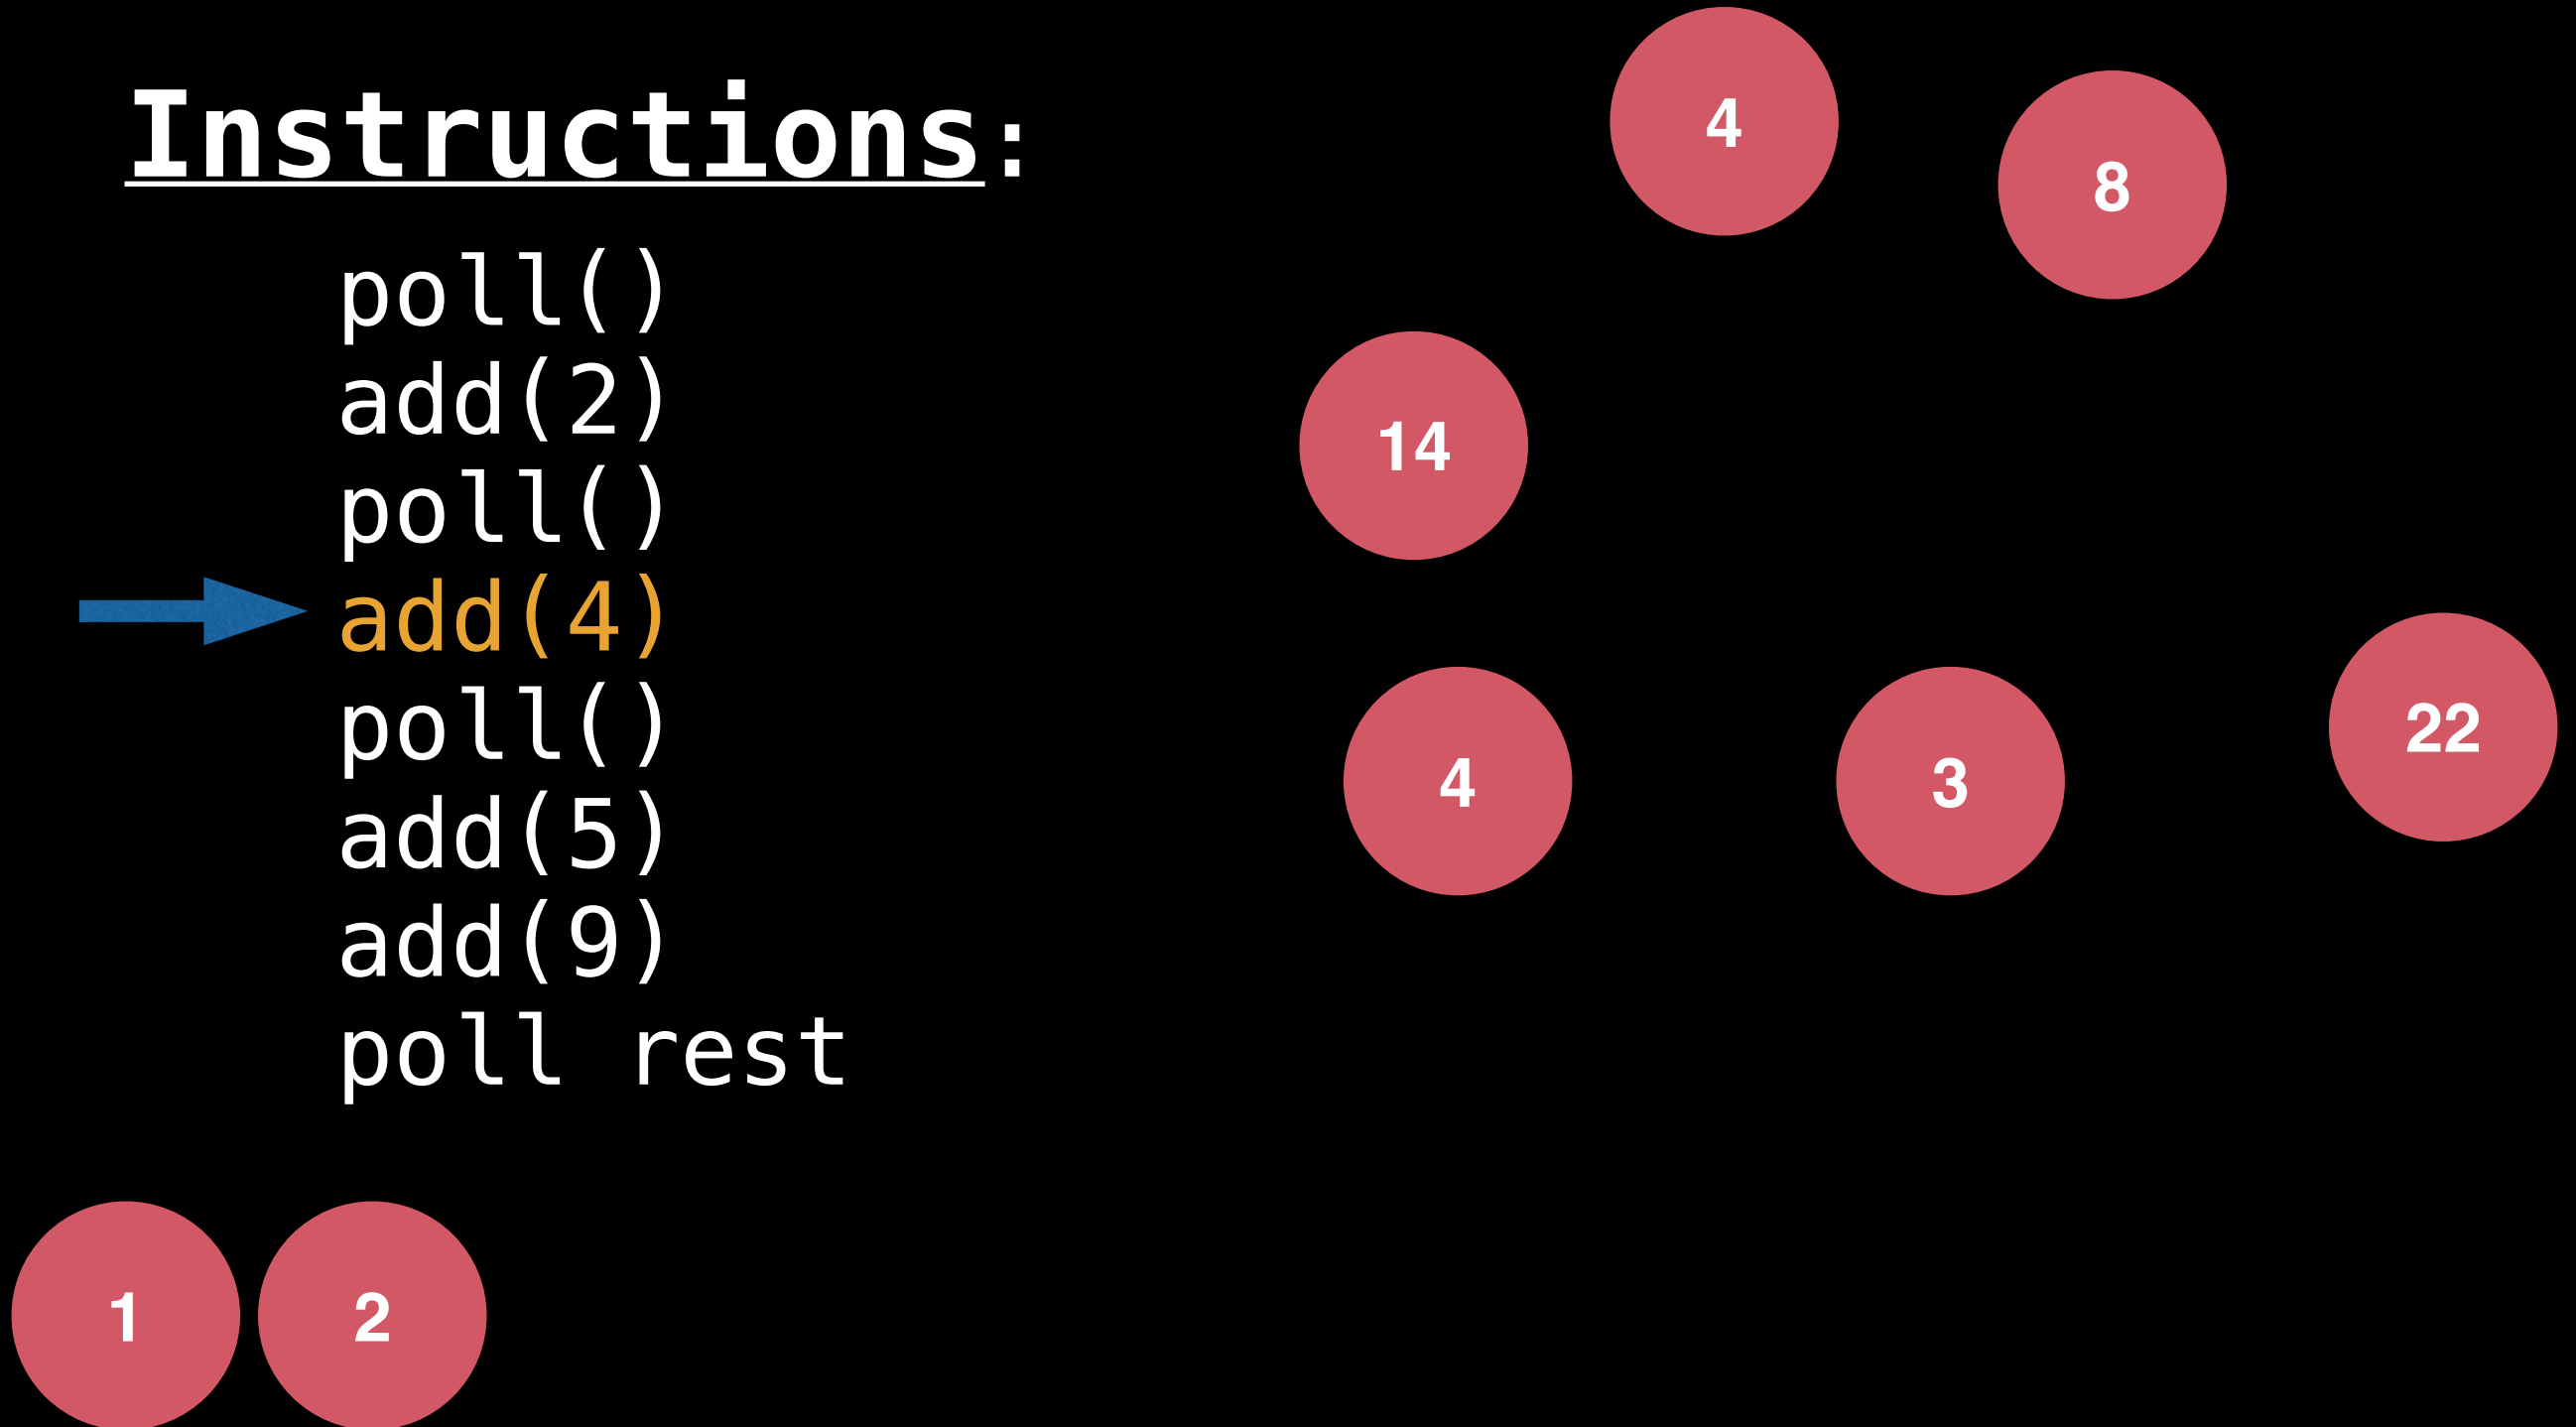 Instructions:
poll()
add(2)
poll()
add(4)
poll()
add(5)
add(9)
poll rest
4
8
14
4
3
22
1
2